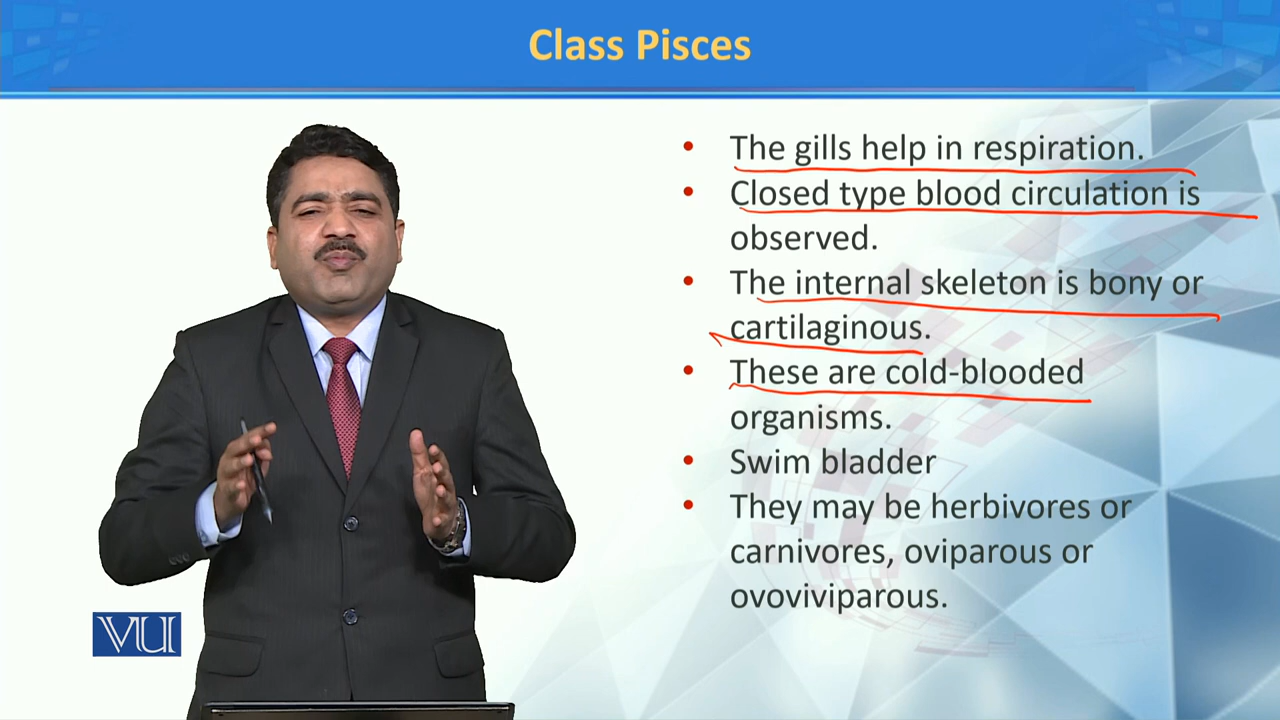 Class Pisces
• The gills help in respiration.
• Closed type blood circulation is
observed.
• The internal skeleton is bony or
cartilaginous.
• These are cold-blooded
organisms.
• Swim bladder
• They may be herbivores or
carnivores, oviparous or
ovoviviparous.
VU